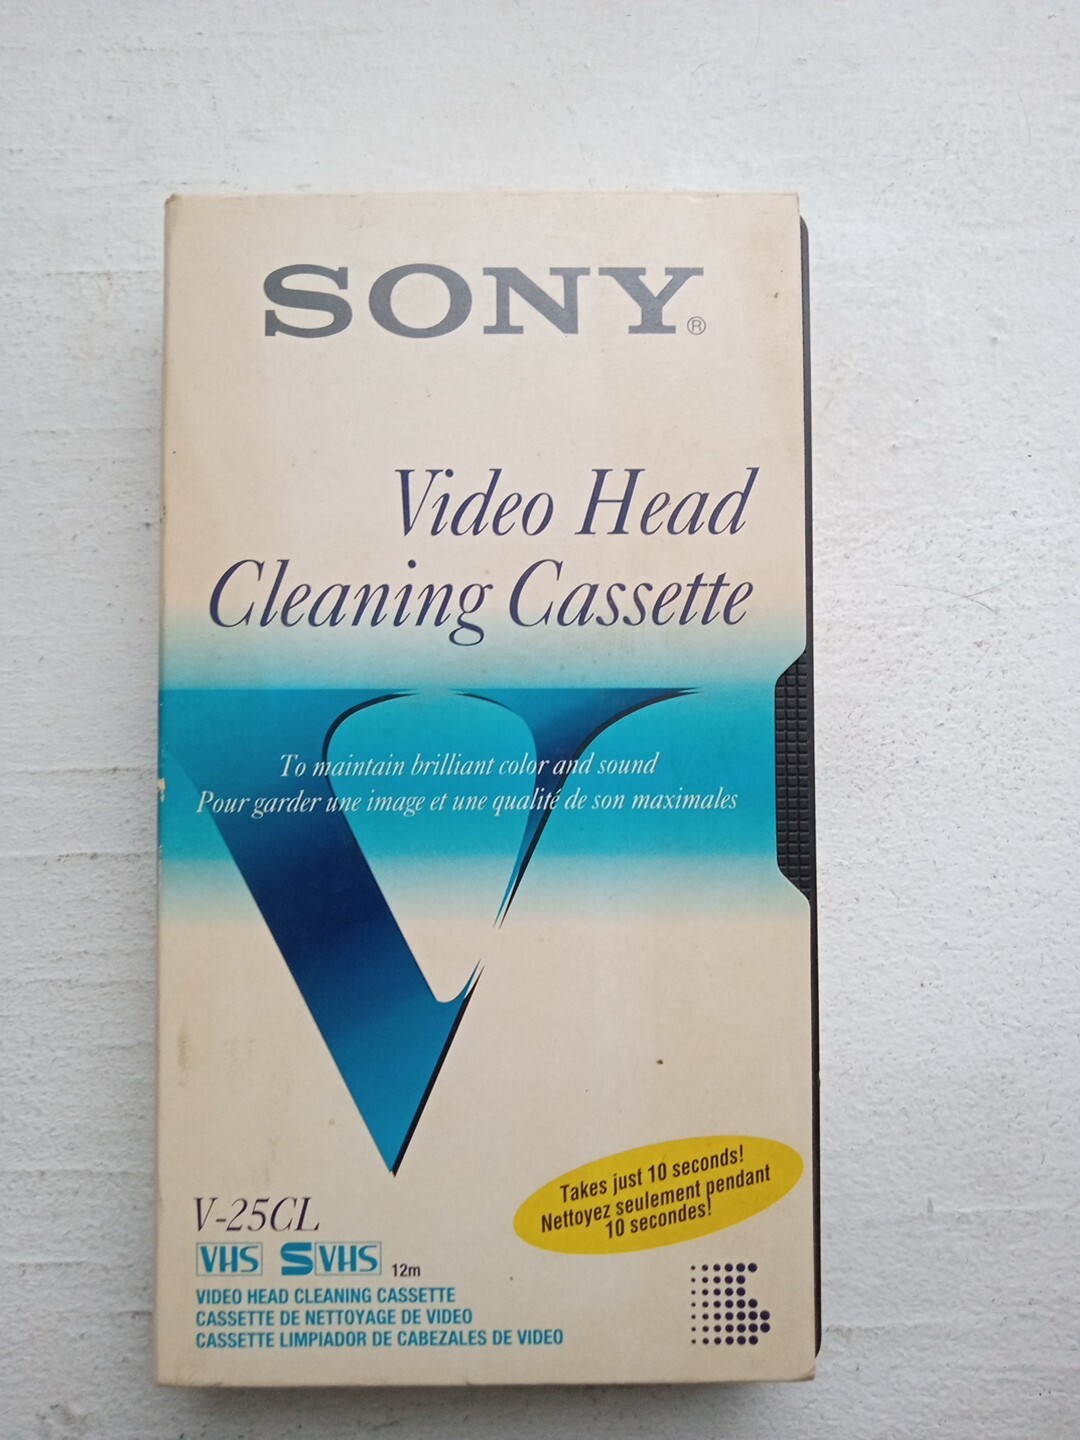 SONY®
Video Head
Cleaning Cassette
To maintain brilliant color and sound
Pour garder une image et une qualité de son maximales
Takes just 10 seconds!
Nettoyez seulement pendant
10 secondes!
V-25CL
VHS SVHS 12m
VIDEO HEAD CLEANING CASSETTE
CASSETTE DE NETTOYAGE DE VIDEO
CASSETTE LIMPIADOR DE CABEZALES DE VIDEO